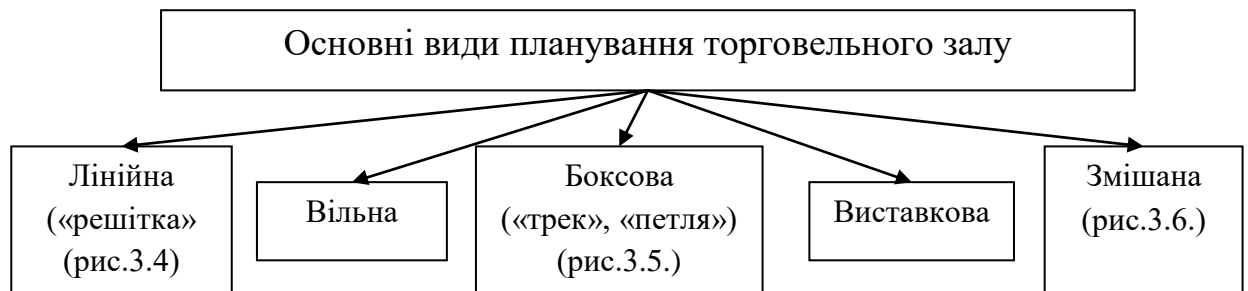 Основні види планування торговельного залу
Лінійна
(«решітка»
(рис.3.4)
Вільна
Боксова
(«трек», «петля»)
(рис.3.5.)
Виставкова
Змішана
(рис.3.6.)